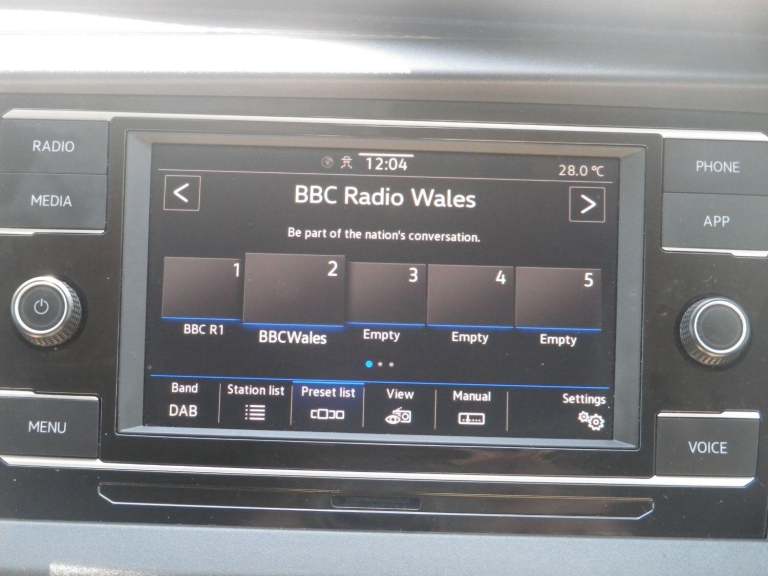 RADIO
MEDIA
MENU
12:04
28.0 °C
<
BBC Radio Wales
>
Be part of the nation's conversation.
1
2
3
4
5
BBC R1
BBCWales
Empty
Empty
Empty
Band
DAB
Station list
Preset list
View
Manual
Settings
PHONE
APP
VOICE